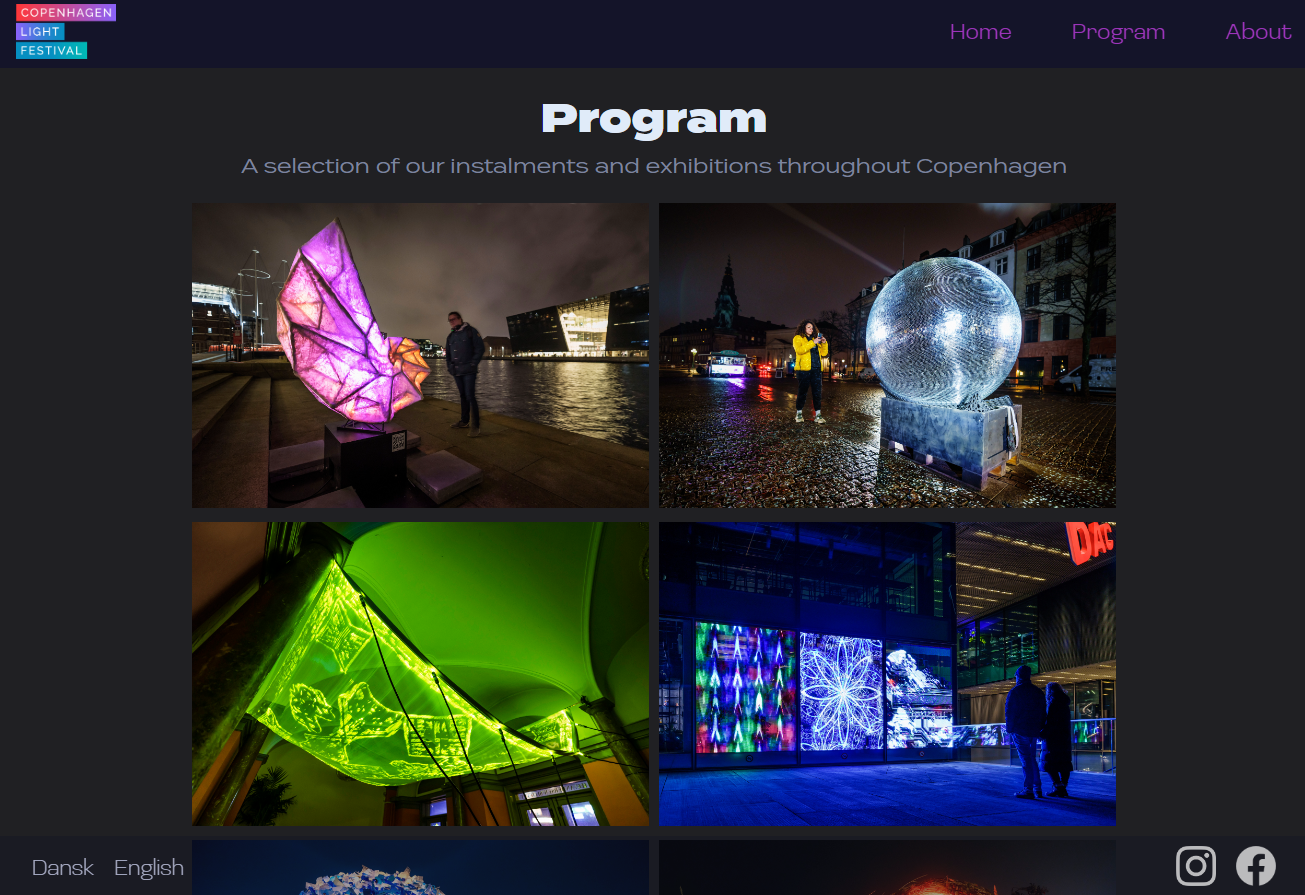 COPENHAGEN
LIGHT
FESTIVAL
Home Program About
Program
A selection of our instalments and exhibitions throughout Copenhagen
DAC
Dansk English